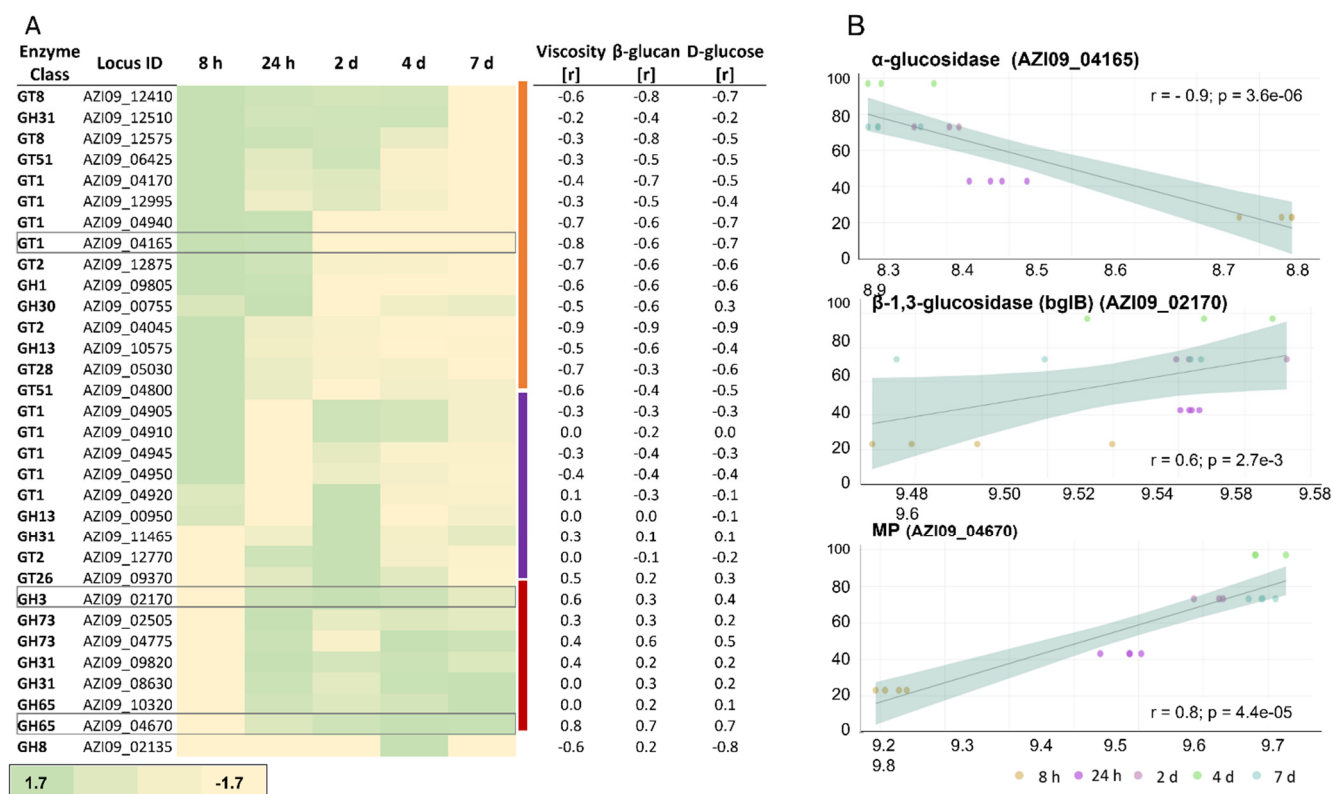 A
Enzyme Class Locus ID 8 h 24 h 2 d 4 d 7 d Viscosity [r] β-glucan [r] D-glucose [r]
GT8 AZI09_12410 -0.6 -0.8 -0.7
GH31 AZI09_12510 -0.2 -0.4 -0.2
GT8 AZI09_12575 -0.3 -0.8 -0.5
GT51 AZI09_06425 -0.3 -0.5 -0.5
GT1 AZI09_04170 -0.4 -0.7 -0.5
GT1 AZI09_12995 -0.3 -0.5 -0.4
GT1 AZI09_04940 -0.7 -0.6 -0.7
GT1 AZI09_04165 -0.8 -0.6 -0.7
GT2 AZI09_12875 -0.7 -0.6 -0.6
GH1 AZI09_09805 -0.6 -0.6 -0.6
GH30 AZI09_00755 -0.5 -0.6 0.3
GT2 AZI09_04045 -0.9 -0.9 -0.9
GH13 AZI09_10575 -0.5 -0.6 -0.4
GT28 AZI09_05030 -0.7 -0.3 -0.6
GT51 AZI09_04800 -0.6 -0.4 -0.5
GT1 AZI09_04905 -0.3 -0.3 -0.3
GT1 AZI09_04910 0.0 -0.2 0.0
GT1 AZI09_04945 -0.3 -0.4 -0.3
GT1 AZI09_04950 -0.4 -0.4 -0.4
GT1 AZI09_04920 0.1 -0.3 -0.1
GH13 AZI09_00950 0.0 0.0 -0.1
GH31 AZI09_11465 0.3 0.1 0.1
GT2 AZI09_12770 0.0 -0.1 -0.2
GT26 AZI09_09370 0.5 0.2 0.3
GH3 AZI09_02170 0.6 0.3 0.4
GH73 AZI09_02505 0.3 0.3 0.2
GH73 AZI09_04775 0.4 0.6 0.5
GH31 AZI09_09820 0.4 0.2 0.2
GH31 AZI09_08630 0.0 0.3 0.2
GH65 AZI09_10320 0.0 0.2 0.1
GH65 AZI09_04670 0.8 0.7 0.7
GH8 AZI09_02135 -0.6 0.2 -0.8
1.7 -1.7
B
α-glucosidase (AZI09_04165)
r = - 0.9; p = 3.6e-06
100
80
60
40
20
0
8.3 8.4 8.5 8.6 8.7 8.8
8.9
β-1,3-glucosidase (bglB) (AZI09_02170)
100
80
60
40
20
0
r = 0.6; p = 2.7e-3
9.48 9.50 9.52 9.54 9.58 9.58
9.6
MP (AZI09_04670)
100
80
60
40
20
0
r = 0.8; p = 4.4e-05
9.2 9.3 9.4 9.5 9.6 9.7
9.8
8 h 24 h 2 d 4 d 7 d